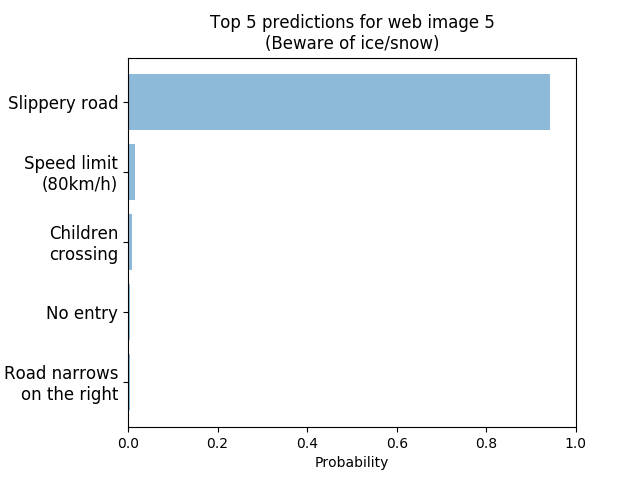 Top 5 predictions for web image 5
(Beware of ice/snow)
Slippery road
Speed limit
(80km/h)
Children
crossing
No entry
Road narrows
on the right
0.0 0.2 0.4 0.6 0.8 1.0
Probability